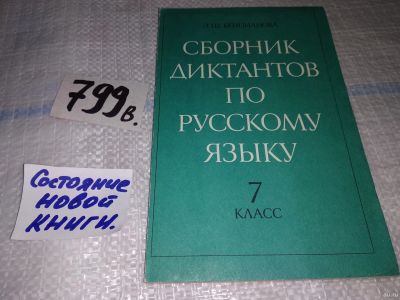 СБОРНИК
ДИКТАНТОВ
ПО
РУССКОМУ
ЯЗЫКУ
7
КЛАСС
799в.
Состояние
новой
книги.